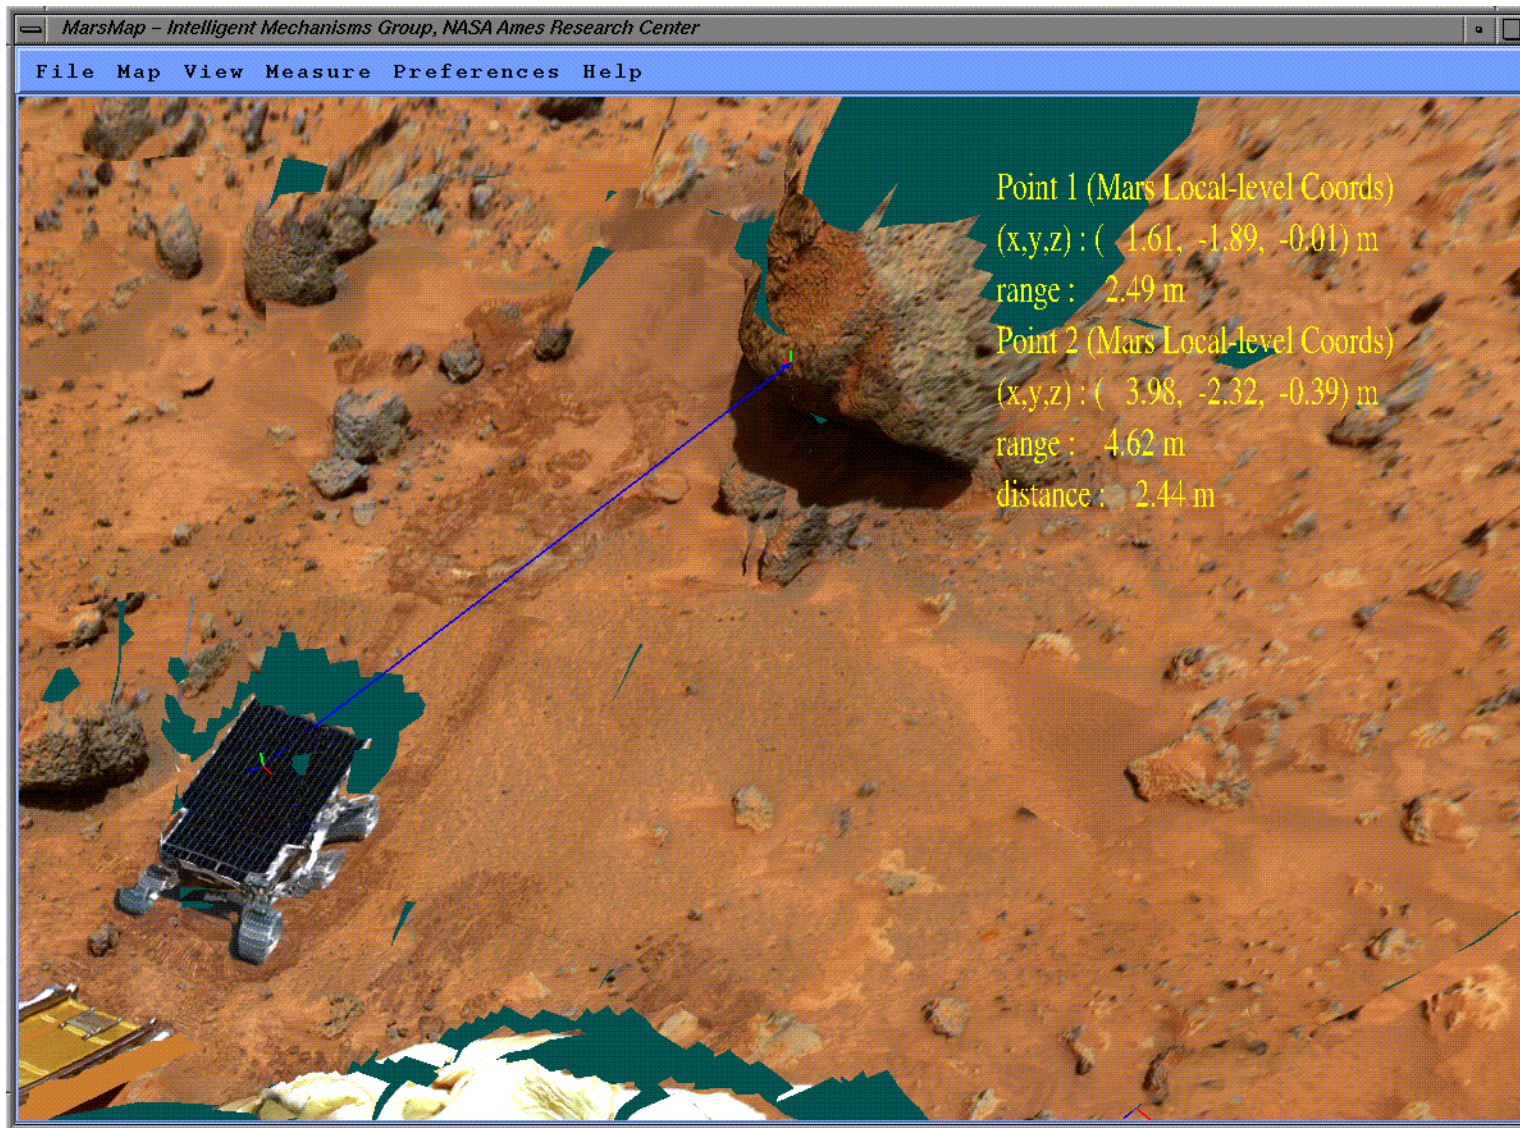 MarsMap – Intelligent Mechanisms Group, NASA Ames Research Center
File Map View Measure Preferences Help
Point 1 (Mars Local-level Coords)
(x,y,z) : ( 1.61, -1.89, -0.01) m
range : 2.49 m
Point 2 (Mars Local-level Coords)
(x,y,z) : ( 3.98, -2.32, -0.39) m
range : 4.62 m
distance : 2.44 m